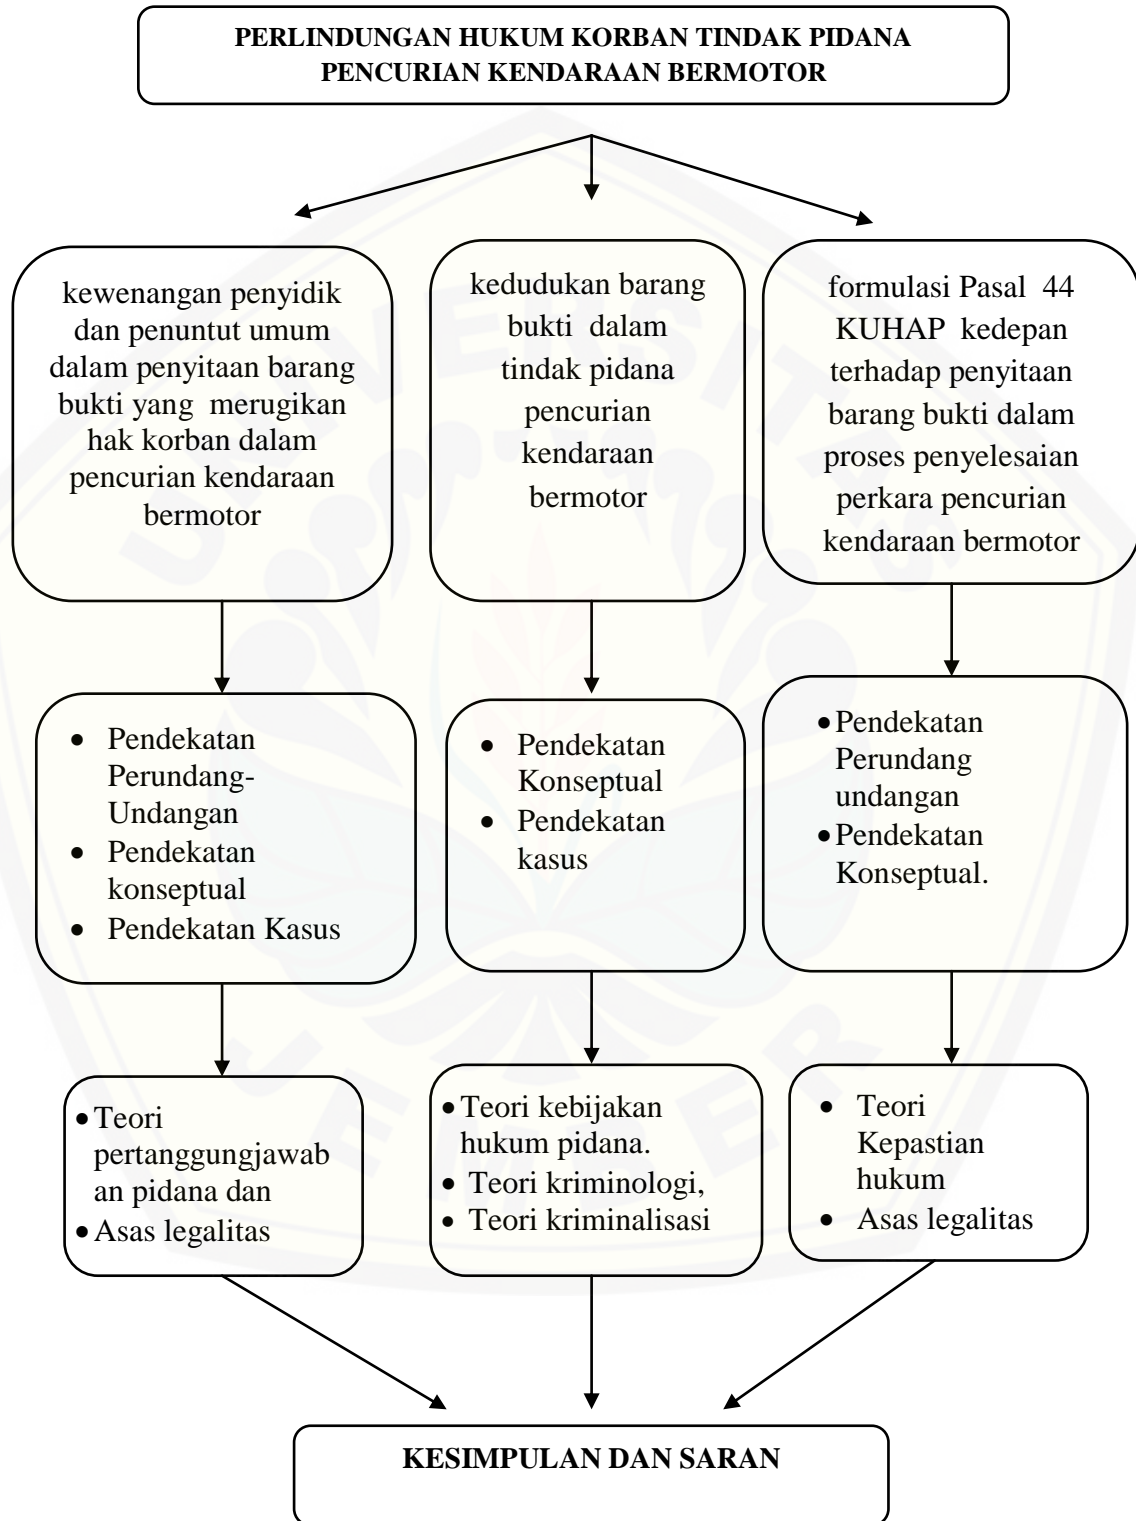 PERLINDUNGAN HUKUM KORBAN TINDAK PIDANA
PENCURIAN KENDARAAN BERMOTOR
kewenangan penyidik
dan penuntut umum
dalam penyitaan barang
bukti yang merugikan
hak korban dalam
pencurian kendaraan
bermotor
kedudukan barang
bukti dalam
tindak pidana
pencurian
kendaraan
bermotor
formulasi Pasal 44
KUHAP kedepan
terhadap penyitaan
barang bukti dalam
proses penyelesaian
perkara pencurian
kendaraan bermotor
• Pendekatan
Perundang-
Undangan
• Pendekatan
konseptual
• Pendekatan Kasus
• Pendekatan
Konseptual
• Pendekatan
kasus
• Pendekatan
Perundang
undangan
• Pendekatan
Konseptual.
• Teori
pertanggungjawab
an pidana dan
• Asas legalitas
• Teori kebijakan
hukum pidana.
• Teori kriminologi,
• Teori kriminalisasi
• Teori
Kepastian
hukum
• Asas legalitas
KESIMPULAN DAN SARAN
UNIVERSITAS
JEMBER